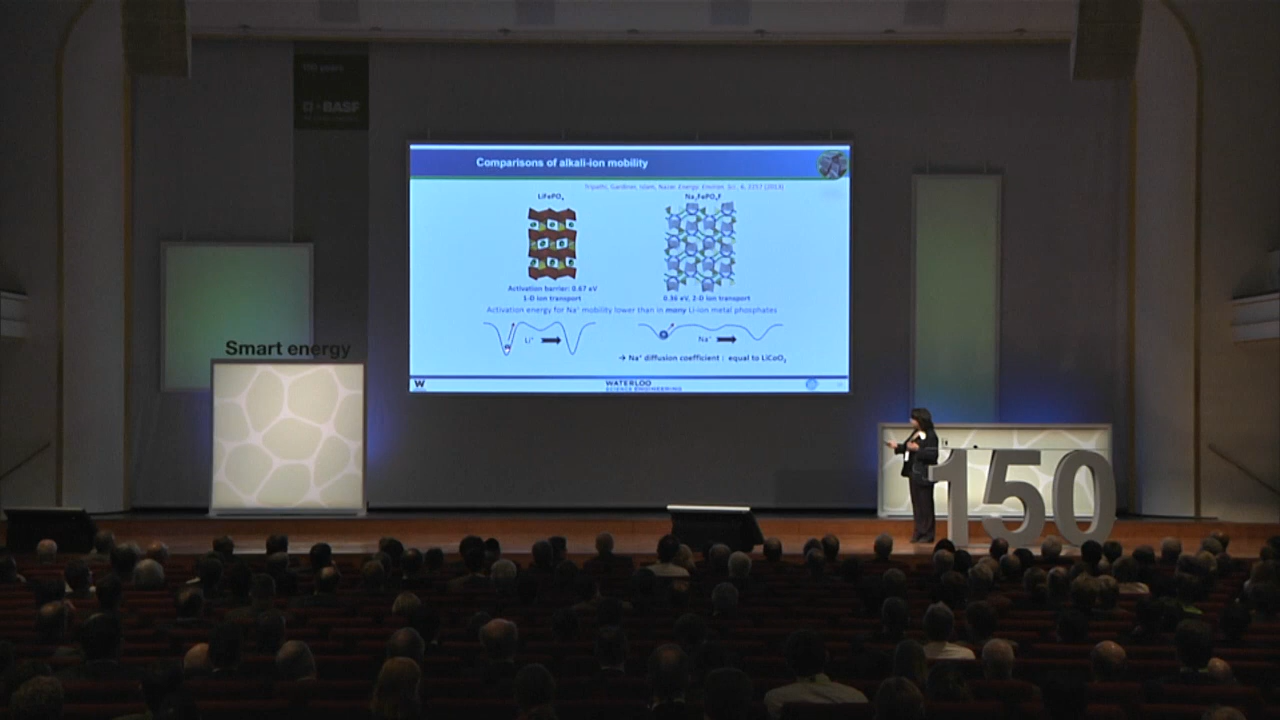 150 years
BASF
Comparisons of alkali-ion mobility
Tripathi, Gardiner, Islam, Nazar. Energy. Environ. Sci., 6, 2257 (2013)
LiFePO₄
Na₂FePO₄F
Activation barrier: 0.67 eV
1-D ion transport
0.36 eV, 2-D ion transport
Activation energy for Na⁺ mobility lower than in many Li-ion metal phosphates
Li⁺
Na⁺
→ Na⁺ diffusion coefficient : equal to LiCoO₂
W
WATERLOO
SCIENCE ENGINEERING
Smart energy
150